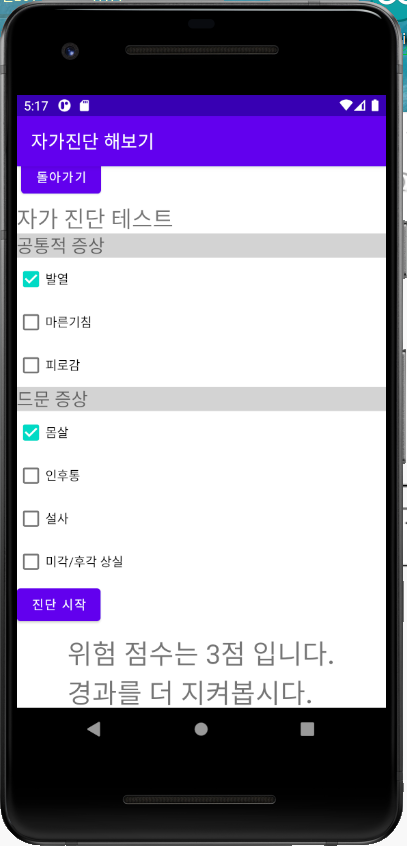 5:17
자가진단 해보기
돌아가기
자가 진단 테스트
공통적 증상
발열
마른기침
피로감
드문 증상
몸살
인후통
설사
미각/후각 상실
진단 시작
위험 점수는 3점 입니다.
경과를 더 지켜봅시다.